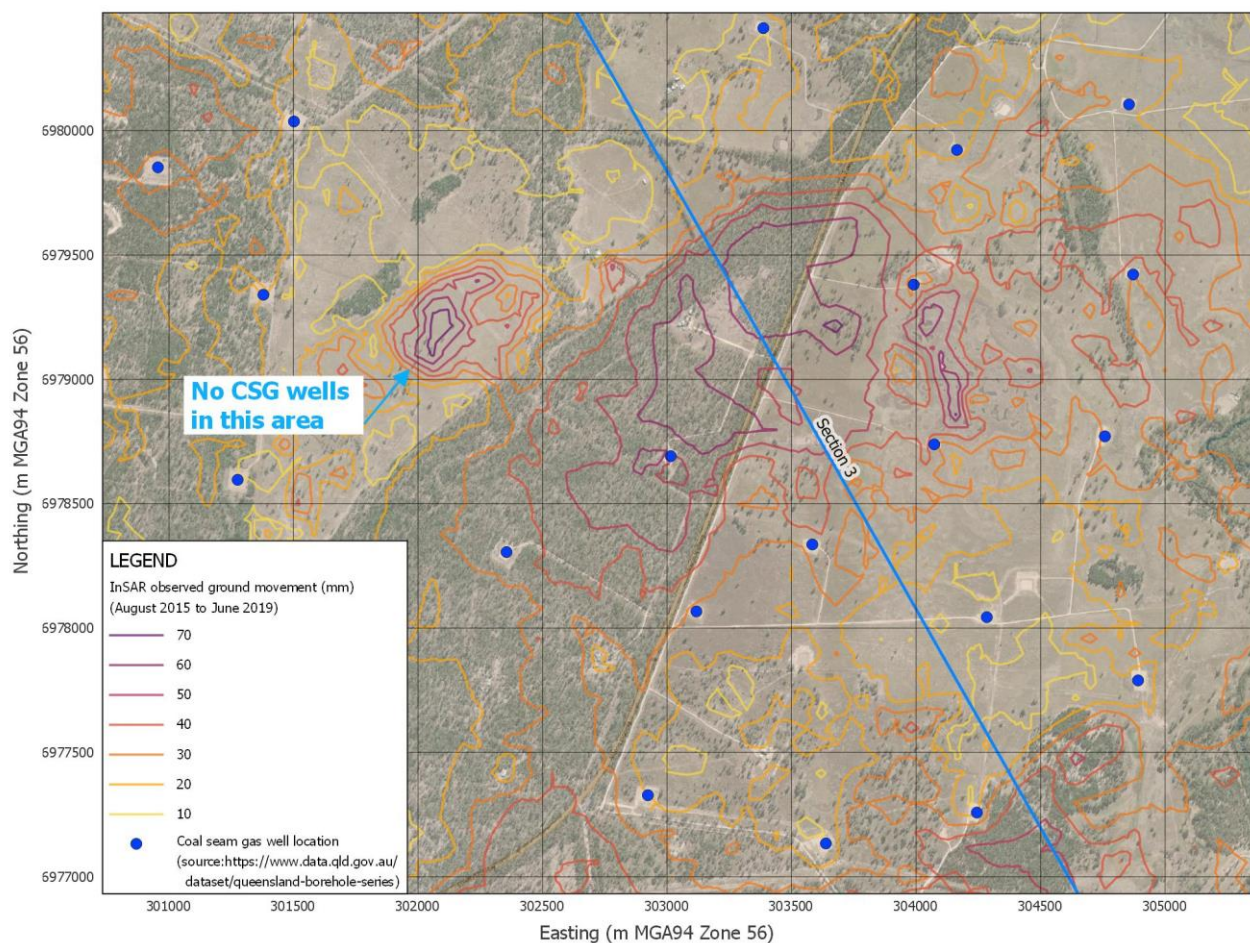 6980000
6979500
6979000
6978500
6978000
6977500
6977000
Northing (m MGA94 Zone 56)
No CSG wells
in this area
Section 3
LEGEND
InSAR observed ground movement (mm)
(August 2015 to June 2019)
70
60
50
40
30
20
10
Coal seam gas well location
(source:https://www.data.qld.gov.au/
dataset/queensland-borehole-series)
301000 301500 302000 302500 303000 303500 304000 304500 305000
Easting (m MGA94 Zone 56)